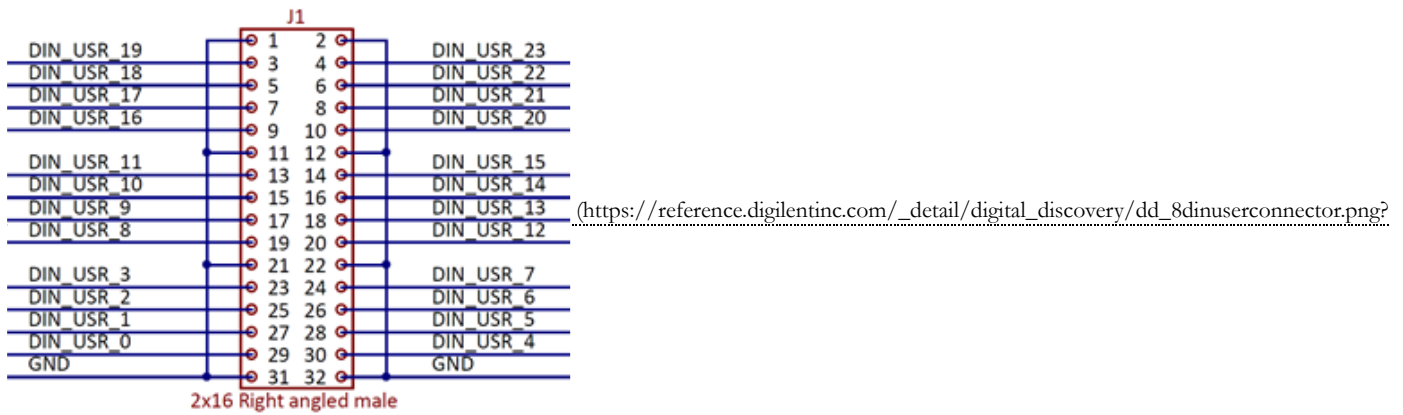 J1
1 2
DIN_USR_19 DIN_USR_23
3 4
DIN_USR_18 DIN_USR_22
5 6
DIN_USR_17 DIN_USR_21
7 8
DIN_USR_16 DIN_USR_20
9 10
11 12
DIN_USR_11 DIN_USR_15
13 14
DIN_USR_10 DIN_USR_14
15 16
DIN_USR_9 DIN_USR_13 (https://reference.digilentinc.com/_detail/digital_discovery/dd_8dinuserconnector.png?
17 18
DIN_USR_8 DIN_USR_12
19 20
21 22
DIN_USR_3 DIN_USR_7
23 24
DIN_USR_2 DIN_USR_6
25 26
DIN_USR_1 DIN_USR_5
27 28
DIN_USR_0 DIN_USR_4
29 30
GND GND
31 32
2x16 Right angled male